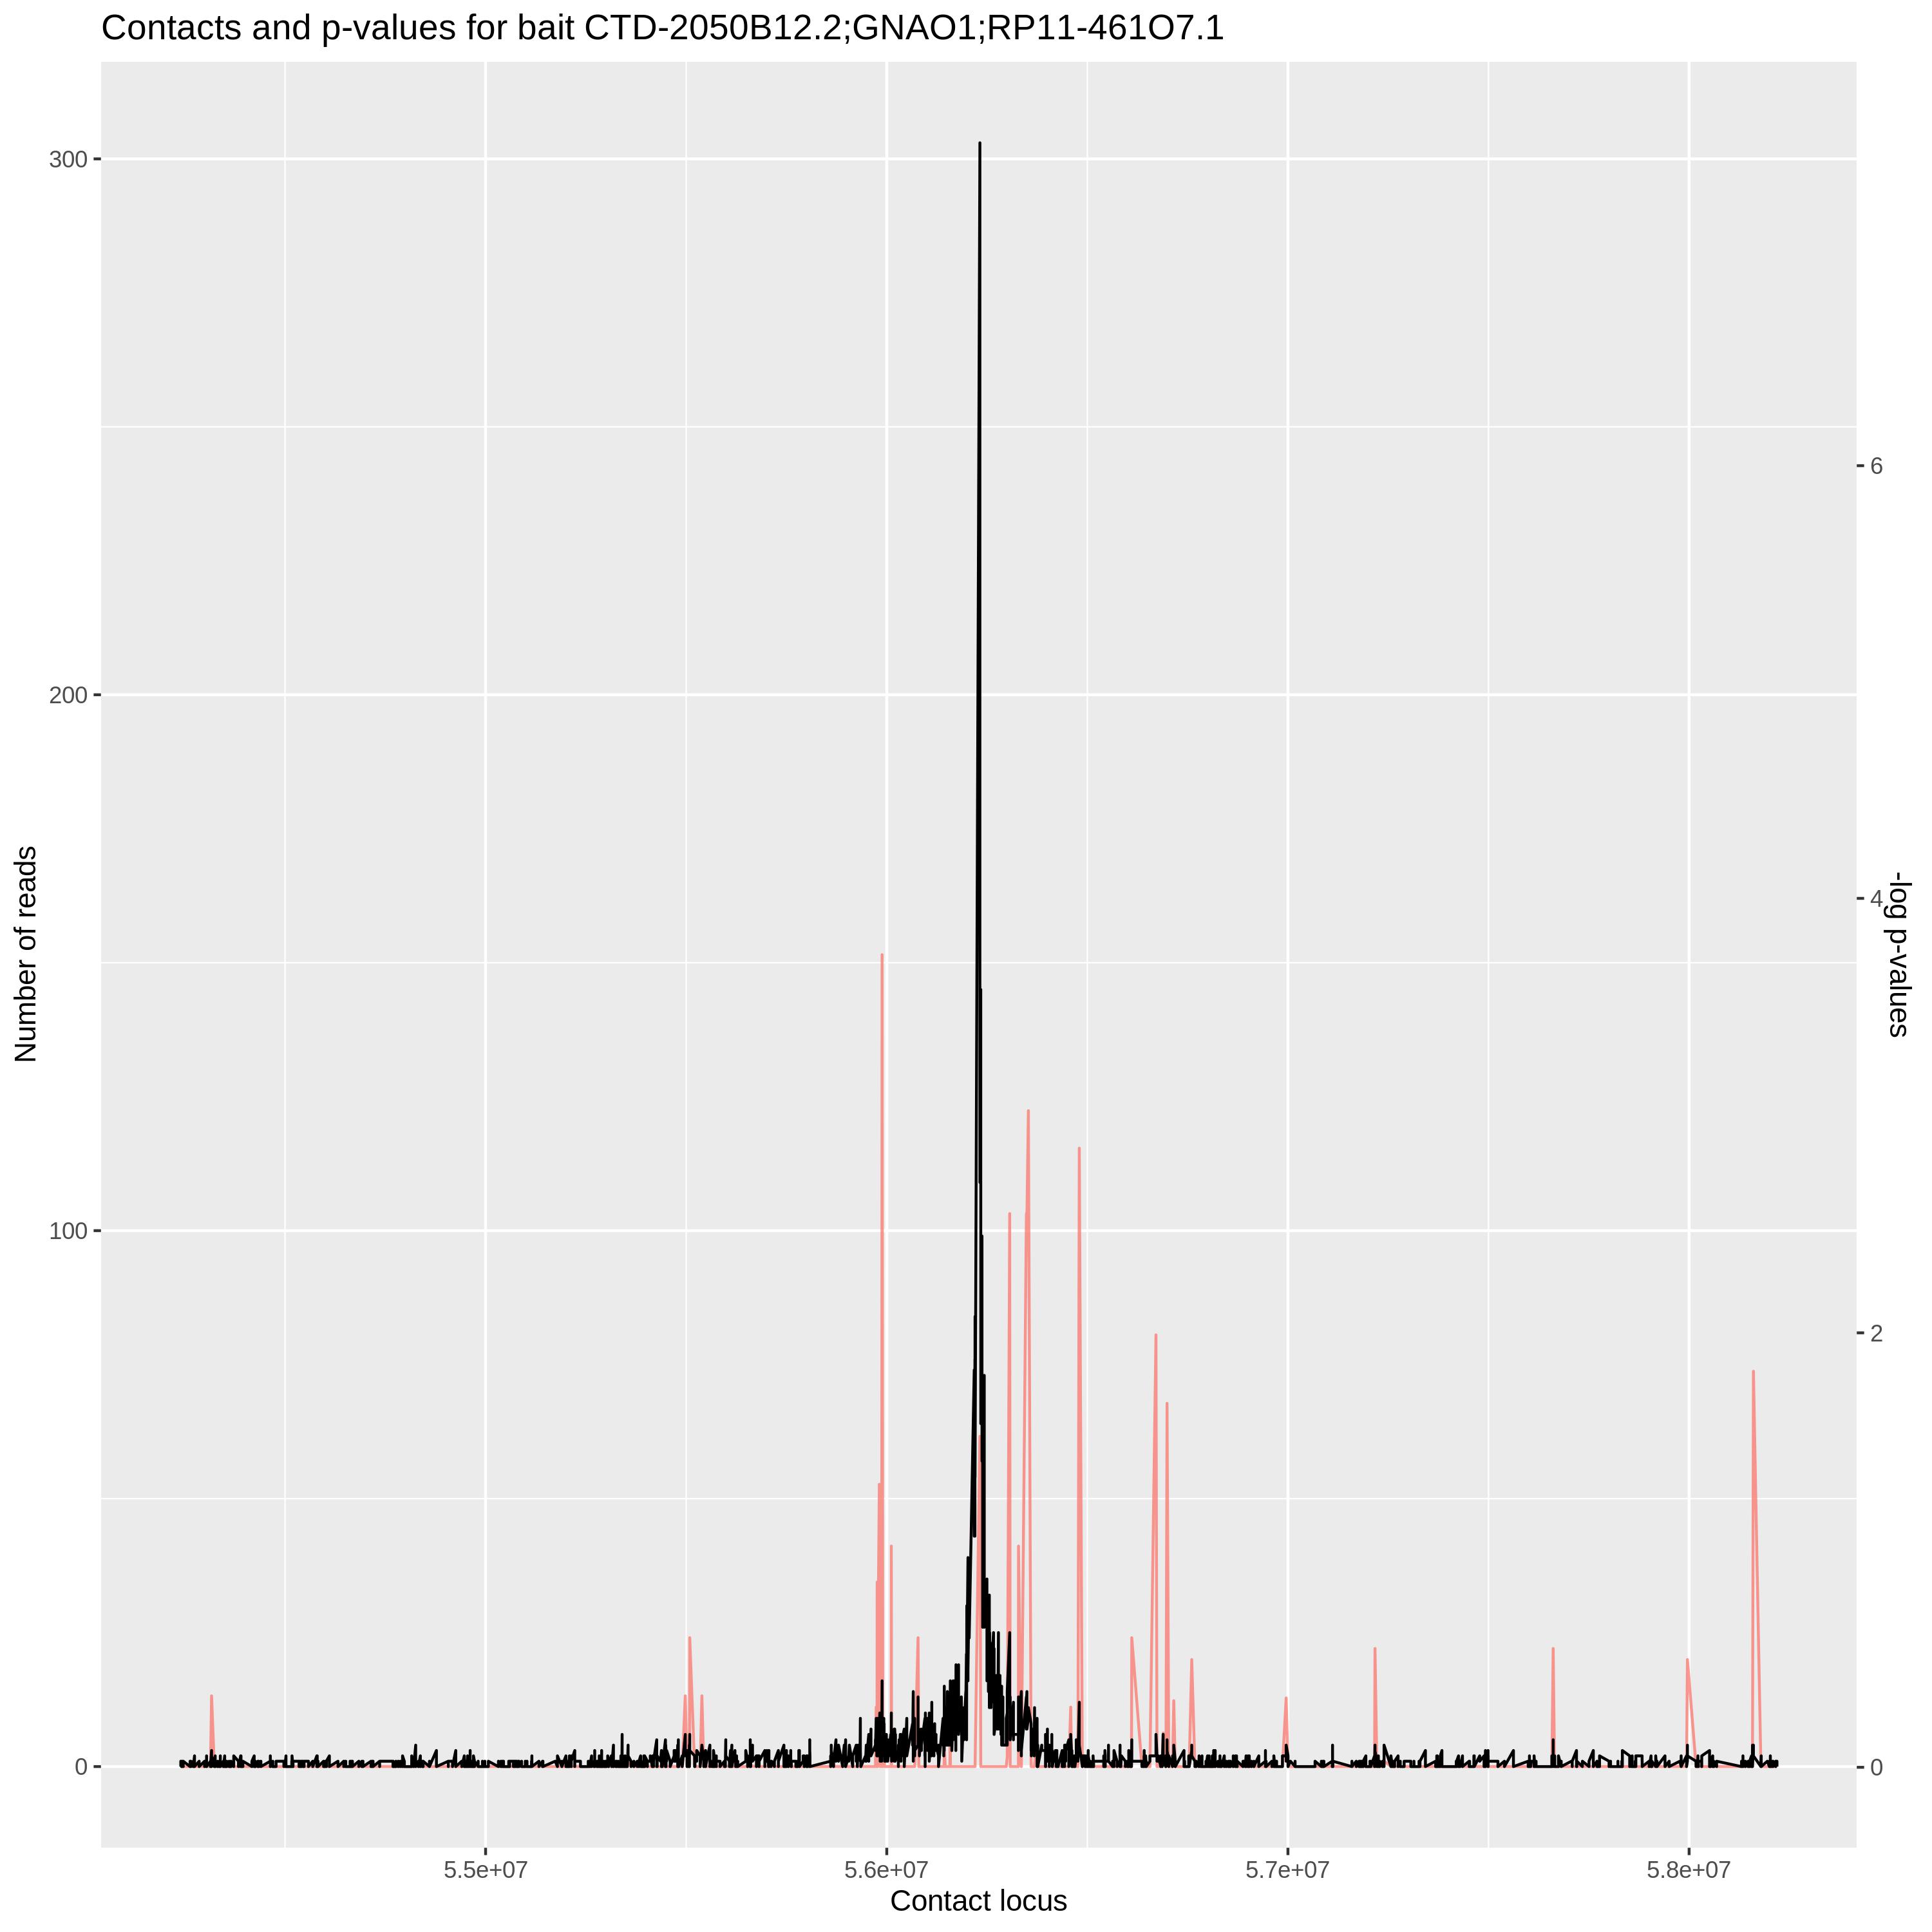 Contacts and p-values for bait CTD-2050B12.2;GNAO1;RP11-461O7.1
300
200
100
0
Number of reads
6
4
2
0
-log p-values
5.5e+07 5.6e+07 5.7e+07 5.8e+07
Contact locus